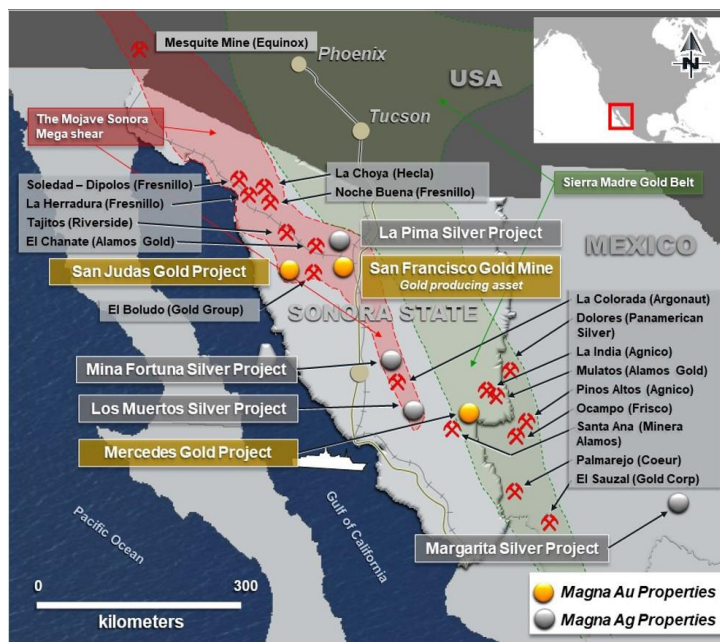 Mesquite Mine (Equinox)
Phoenix
USA
N
The Mojave Sonora
Mega shear
Tucson
La Choya (Hecla)
Noche Buena (Fresnillo)
Soledad – Dipolos (Fresnillo)
La Herradura (Fresnillo)
Tajitos (Riverside)
El Chanate (Alamos Gold)
Sierra Madre Gold Belt
La Pima Silver Project
MEXICO
San Judas Gold Project
San Francisco Gold Mine
Gold producing asset
El Boludo (Gold Group)
SONORA STATE
La Colorada (Argonaut)
Dolores (Panamerican
Silver)
La India (Agnico)
Mulatos (Alamos Gold)
Pinos Altos (Agnico)
Ocampo (Frisco)
Santa Ana (Minera
Alamos)
Palmarejo (Coeur)
El Sauzal (Gold Corp)
Mina Fortuna Silver Project
Los Muertos Silver Project
Mercedes Gold Project
Pacific Ocean
Gulf of California
Margarita Silver Project
0 300
kilometers
Magna Au Properties
Magna Ag Properties